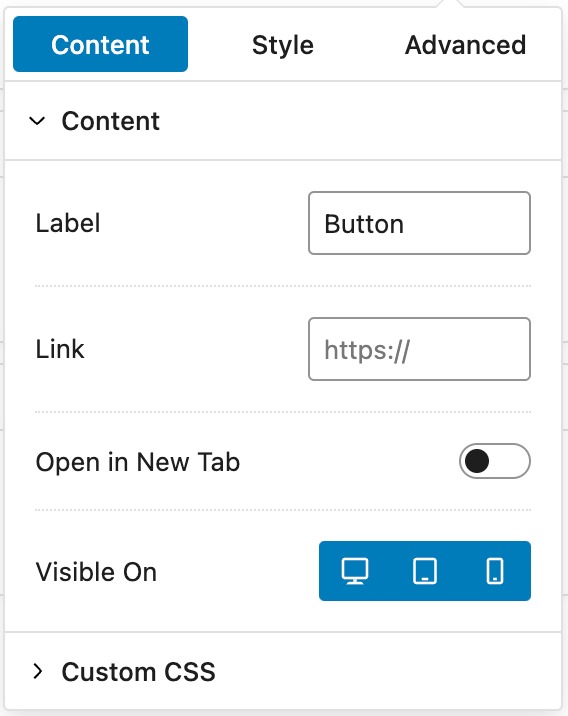 Content Style Advanced
Content
Label Button
Link https://
Open in New Tab
Visible On
Custom CSS